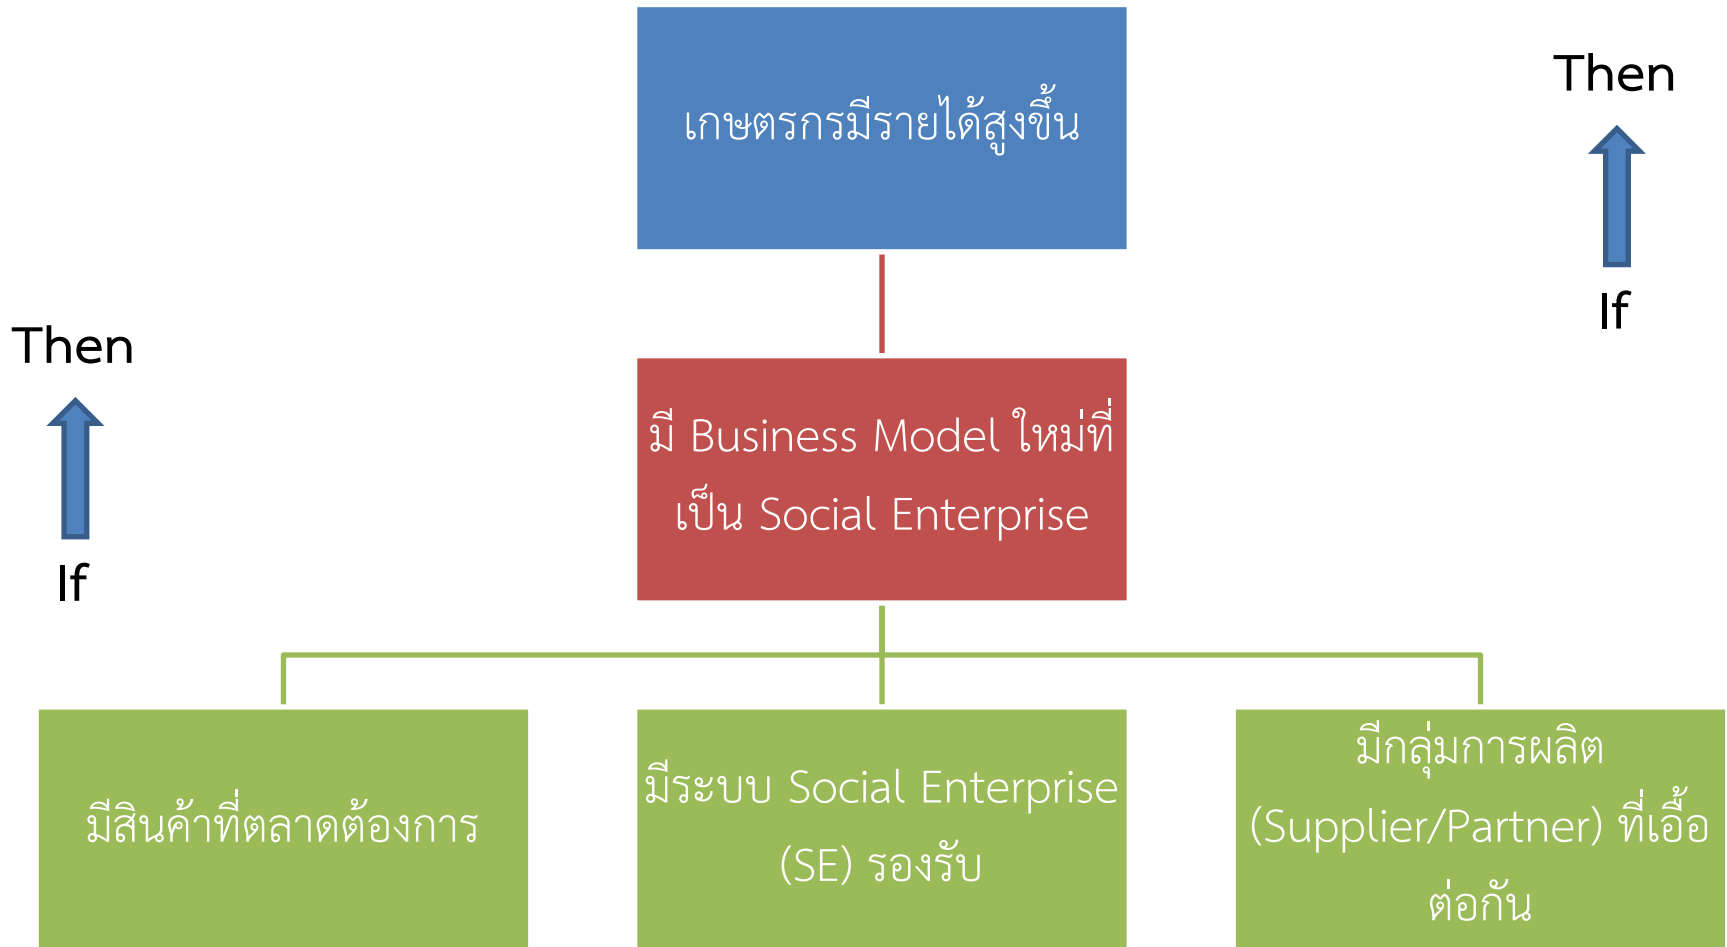 เกษตรกรมีรายได้สูงขึ้น
Then
If
Then
If
มี Business Model ใหม่ที่
เป็น Social Enterprise
มีสินค้าที่ตลาดต้องการ
มีระบบ Social Enterprise
(SE) รองรับ
มีกลุ่มการผลิต
(Supplier/Partner) ที่เอื้อ
ต่อกัน